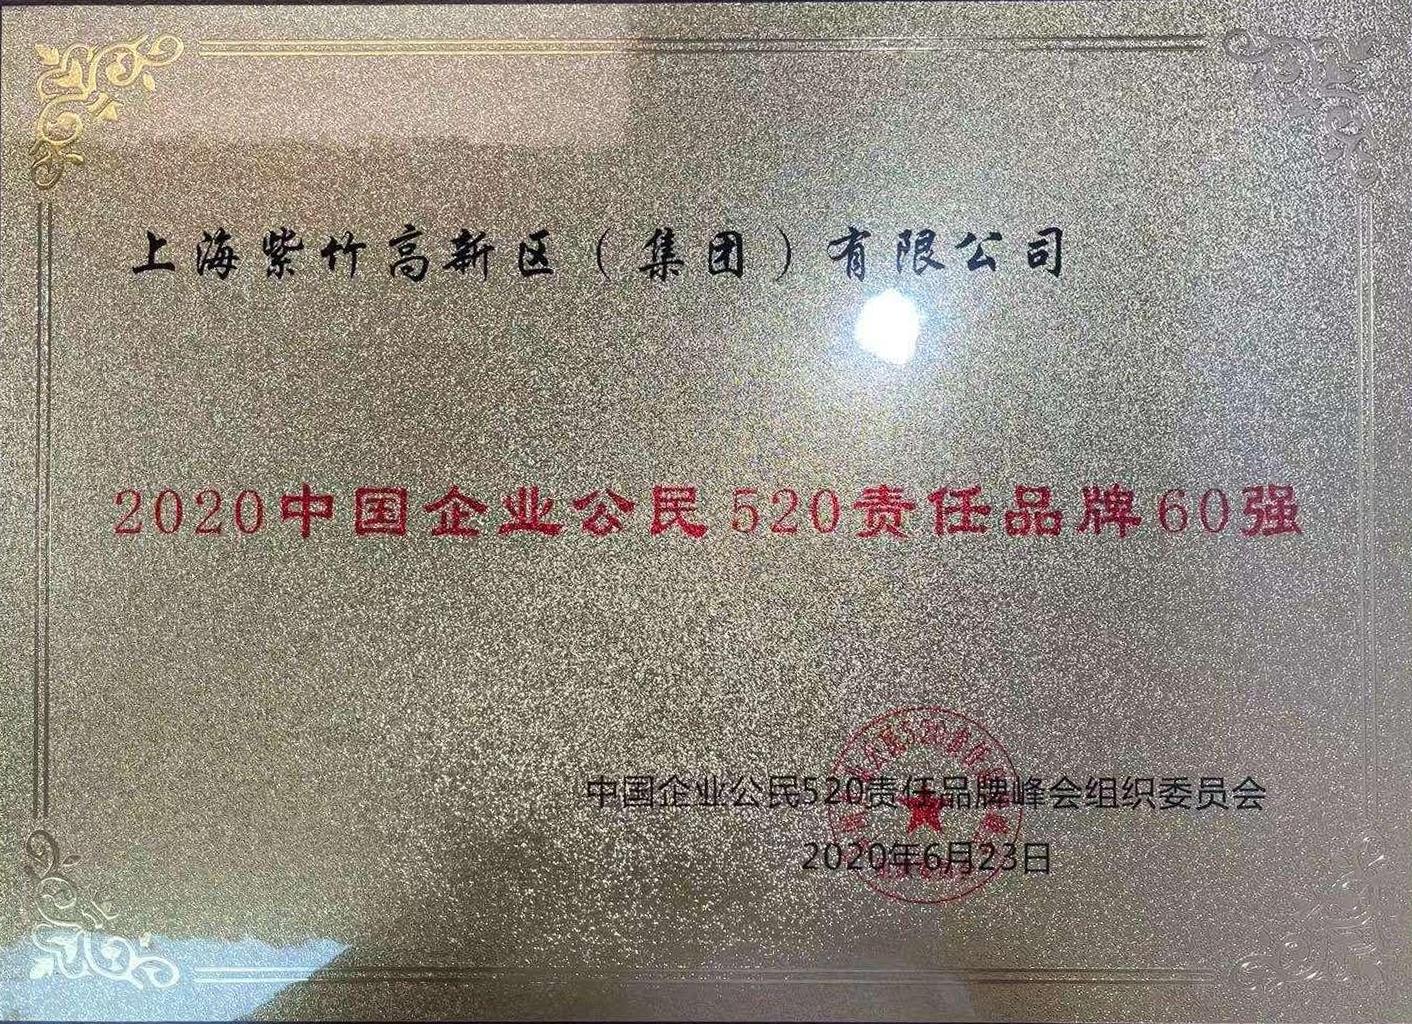 上海紫竹高新区（集团）有限公司
2020中国企业公民520责任品牌60强
中国企业公民520责任品牌峰会组织委员会
2020年6月23日